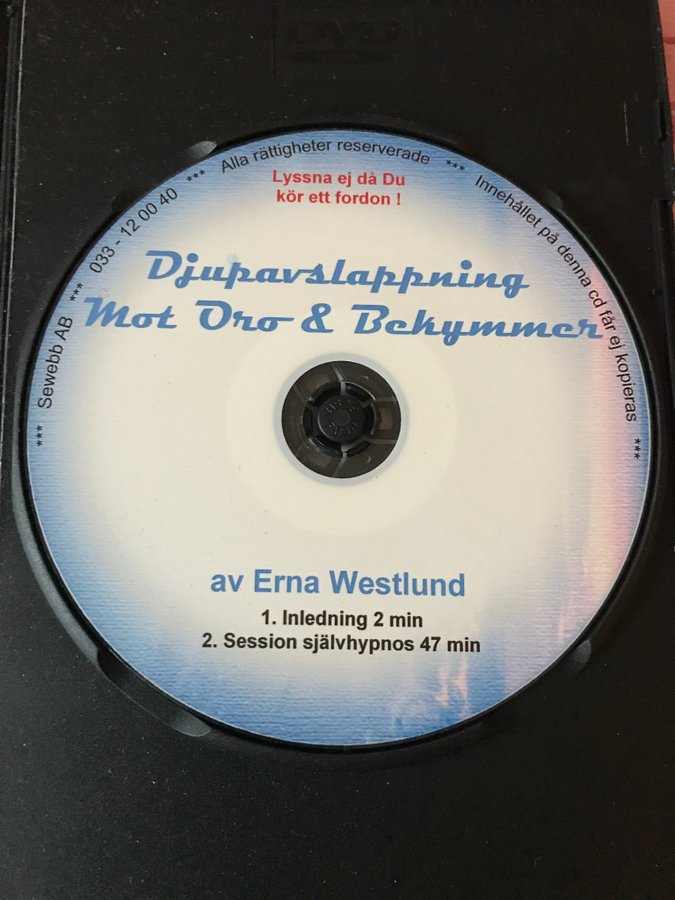 *** Sewebb AB *** 033 - 12 00 40 *** Alla rättigheter reserverade *** Innehållet på denna cd får ej kopieras ***
Lyssna ej då Du
kör ett fordon !
Djupavslappning
Mot Oro & Bekymmer
av Erna Westlund
1. Inledning 2 min
2. Session självhypnos 47 min